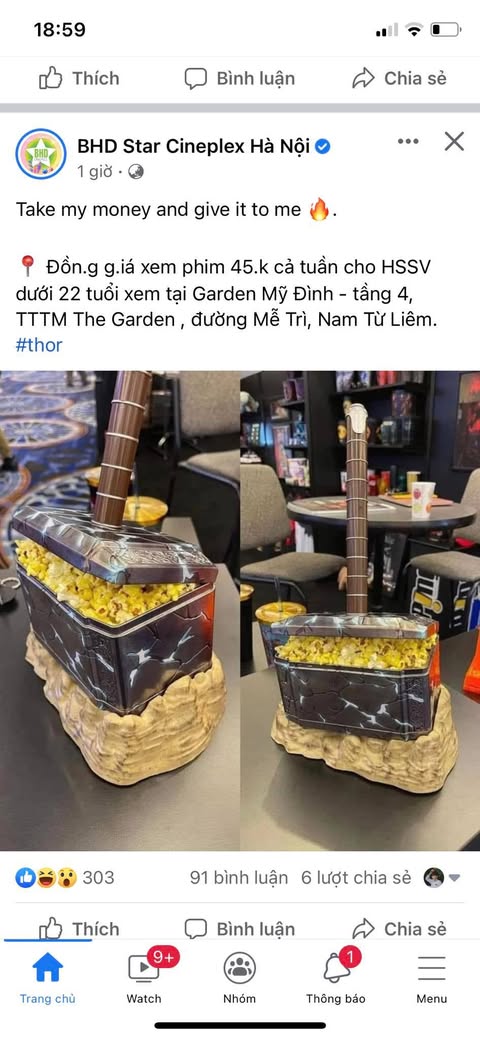 18:59
Thích
Bình luận
Chia sẻ
BHD
STAR
BHD Star Cineplex Hà Nội
1 giờ ·
Take my money and give it to me 🔥.
📍 Đồn.g g.iá xem phim 45.k cả tuần cho HSSV
dưới 22 tuổi xem tại Garden Mỹ Đình - tầng 4,
TTTM The Garden , đường Mễ Trì, Nam Từ Liêm.
#thor
303
91 bình luận 6 lượt chia sẻ
Thích
Bình luận
Chia sẻ
9+
1
Trang chủ
Watch
Nhóm
Thông báo
Menu